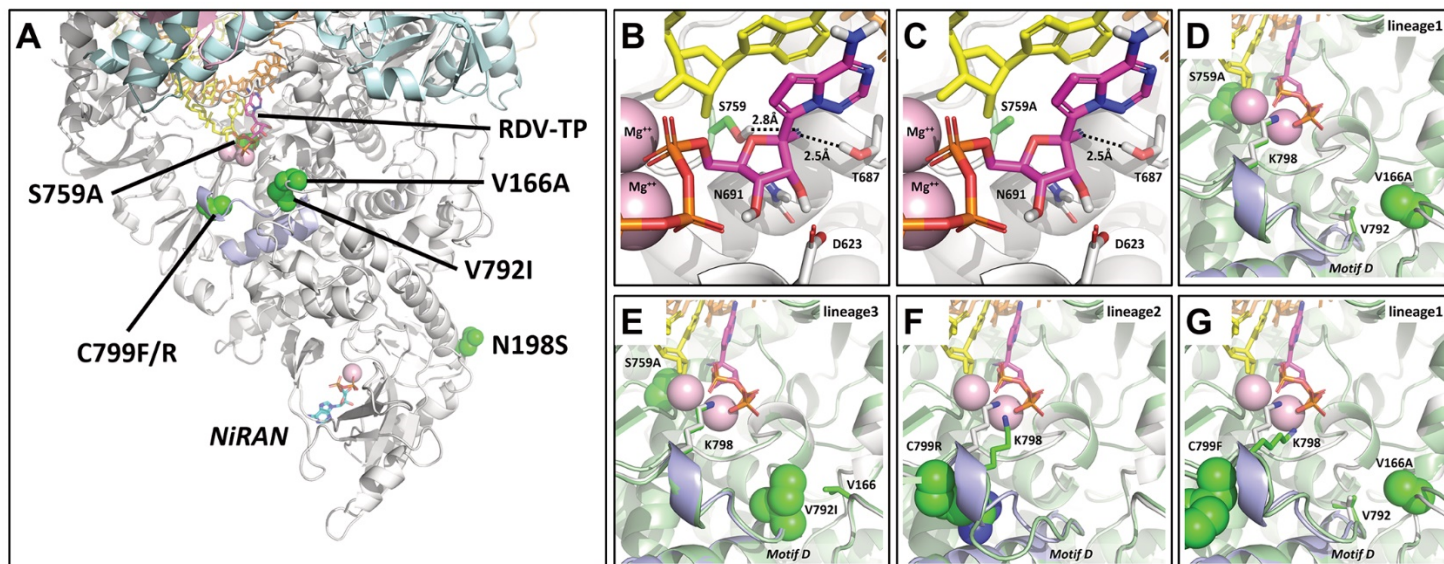 A
RDV-TP
S759A
V166A
V792I
C799F/R
N198S
NiRAN
B
S759
2.8Å
Mg++
2.5Å
N691
T687
Mg++
D623
C
S759A
Mg++
2.5Å
N691
T687
Mg++
D623
D
lineage1
S759A
K798
V166A
V792
Motif D
E
lineage3
S759A
K798
V166
V792I
Motif D
F
lineage2
C799R
K798
Motif D
G
lineage1
C799F
K798
V166A
V792
Motif D